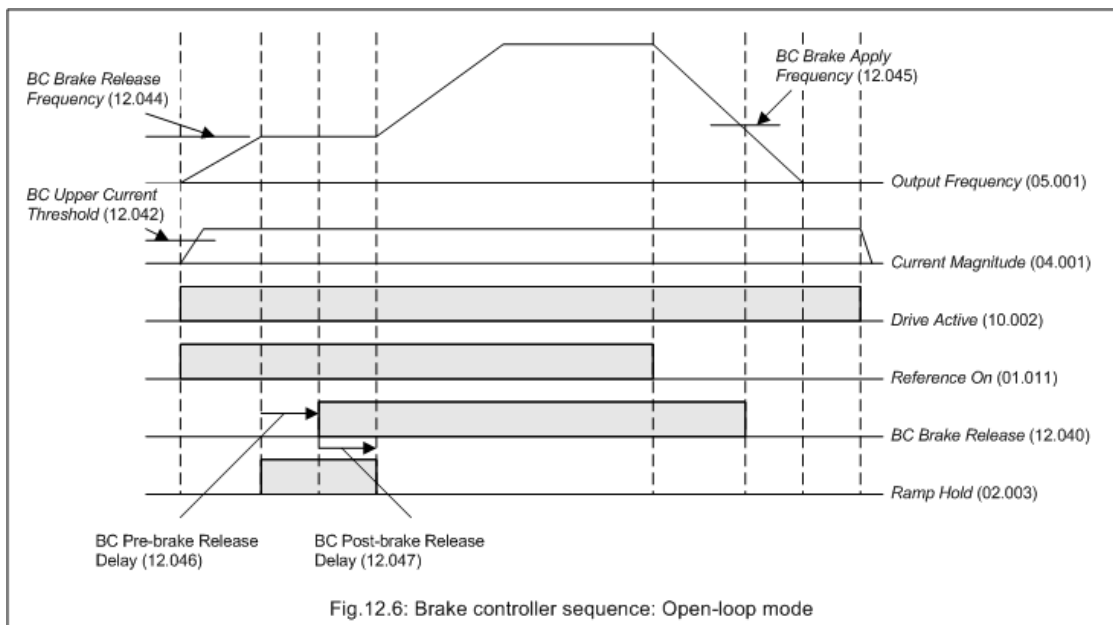 BC Brake Release
Frequency (12.044)
BC Brake Apply
Frequency (12.045)
Output Frequency (05.001)
BC Upper Current
Threshold (12.042)
Current Magnitude (04.001)
Drive Active (10.002)
Reference On (01.011)
BC Brake Release (12.040)
Ramp Hold (02.003)
BC Pre-brake Release
Delay (12.046)
BC Post-brake Release
Delay (12.047)
Fig.12.6: Brake controller sequence: Open-loop mode